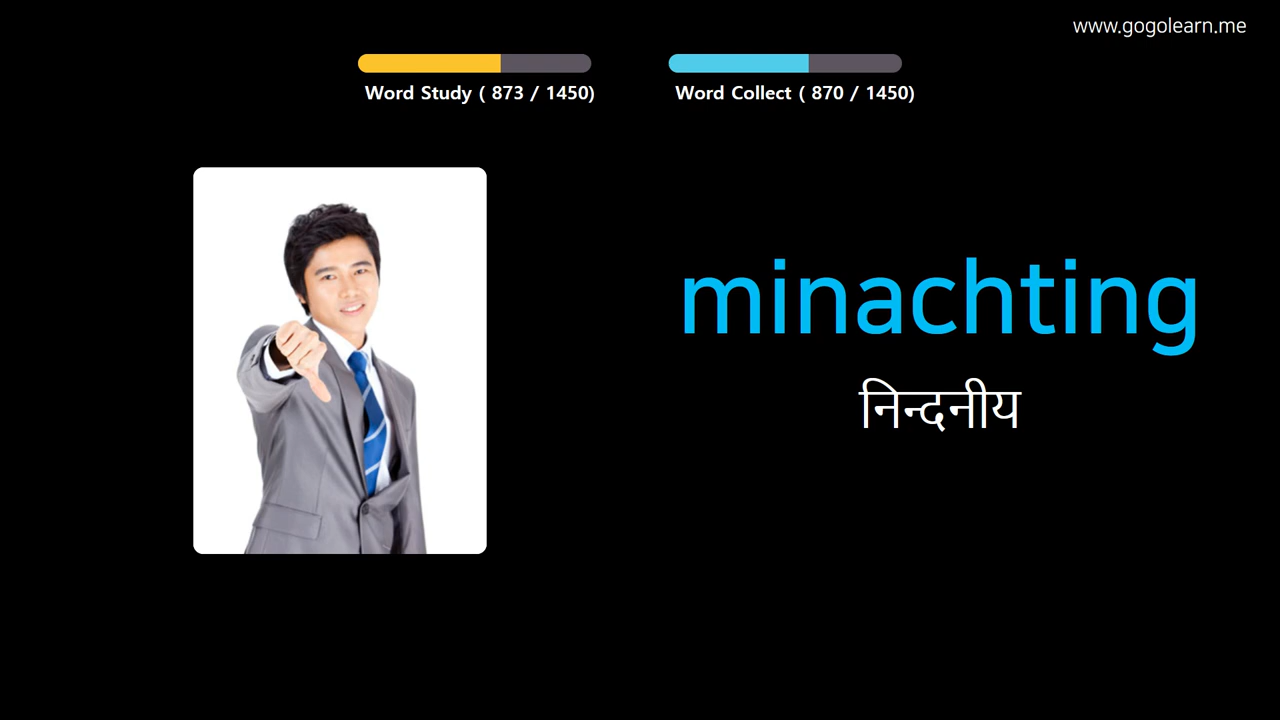 www.gogolearn.me
Word Study ( 873 / 1450)
Word Collect ( 870 / 1450)
minachting
निन्दनीय